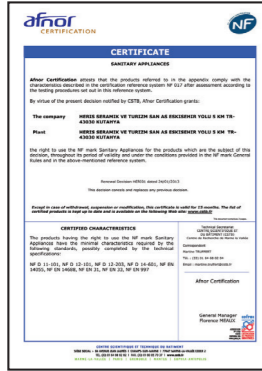 afnor
CERTIFICATION
NF
CERTIFICATE
SANITARY APPLIANCES
Afnor Certification attests that the products referred to in the appendix comply with the
characteristics described in the certification reference system NF 017 after assessment according to
the testing procedures set out in this reference system.
By virtue of the present decision notified by CSTB, Afnor Certification grants:
The company HERIS SERAMIK VE TURIZM SAN AS ESKISEHIR YOLU 5 KM TR-
43030 KUTAHYA
Plant HERIS SERAMIK VE TURIZM SAN AS ESKISEHIR YOLU 5 KM TR-
43030 KUTAHYA
the right to use the NF mark Sanitary Appliances for the products which are the subject of this
decision, throughout its period of validity and under the conditions provided in the NF mark General
Rules and in the above-mentioned reference system.
This decision cancels and replaces any previous decision.
Except in case of withdrawal, suspension or modification, this certificate is valid for 15 months. The list of
certified products is kept up to date and is available on the following Web site: www.cstb.fr
CERTIFIED CHARACTERISTICS
The products having the right to use the NF mark Sanitary
Appliances have the minimal characteristics required by the
following standards, possibly completed by the technical
specifications:
NF D 11-101, NF D 12-101, NF D 12-203, NF D 14-601, NF EN
14055, NF EN 14688, NF EN 31, NF EN 33, NF EN 997
Technical Secretariat
Correspondent
Afnor Certification
General Manager
Florence MEAUX
CENTRE SCIENTIFIQUE ET TECHNIQUE DU BATIMENT